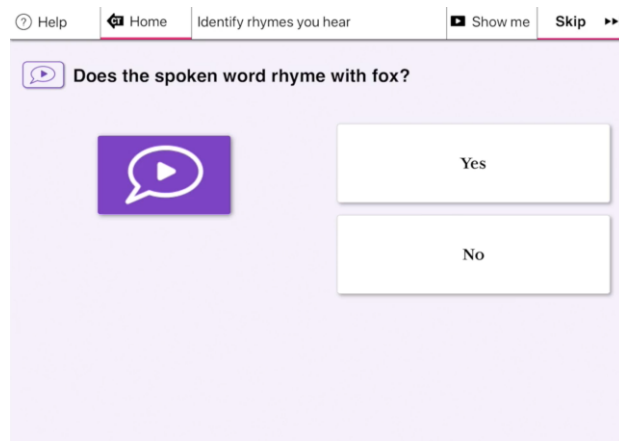 Help Home Identify rhymes you hear Show me Skip
Does the spoken word rhyme with fox?
Yes
No